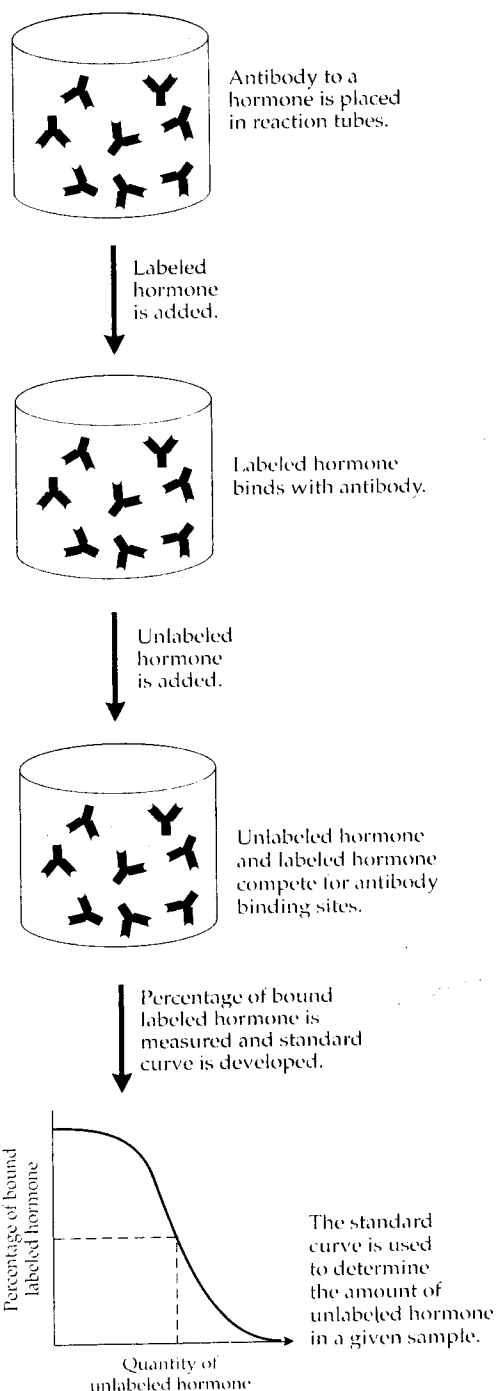 Antibody to a
hormone is placed
in reaction tubes.
Labeled
hormone
is added.
Labeled hormone
binds with antibody.
Unlabeled
hormone
is added.
Unlabeled hormone
and labeled hormone
compete for antibody
binding sites.
Percentage of bound
labeled hormone is
measured and standard
curve is developed.
Percentage of bound
labeled hormone
The standard
curve is used
to determine
the amount of
unlabeled hormone
in a given sample.
Quantity of
unlabeled hormone